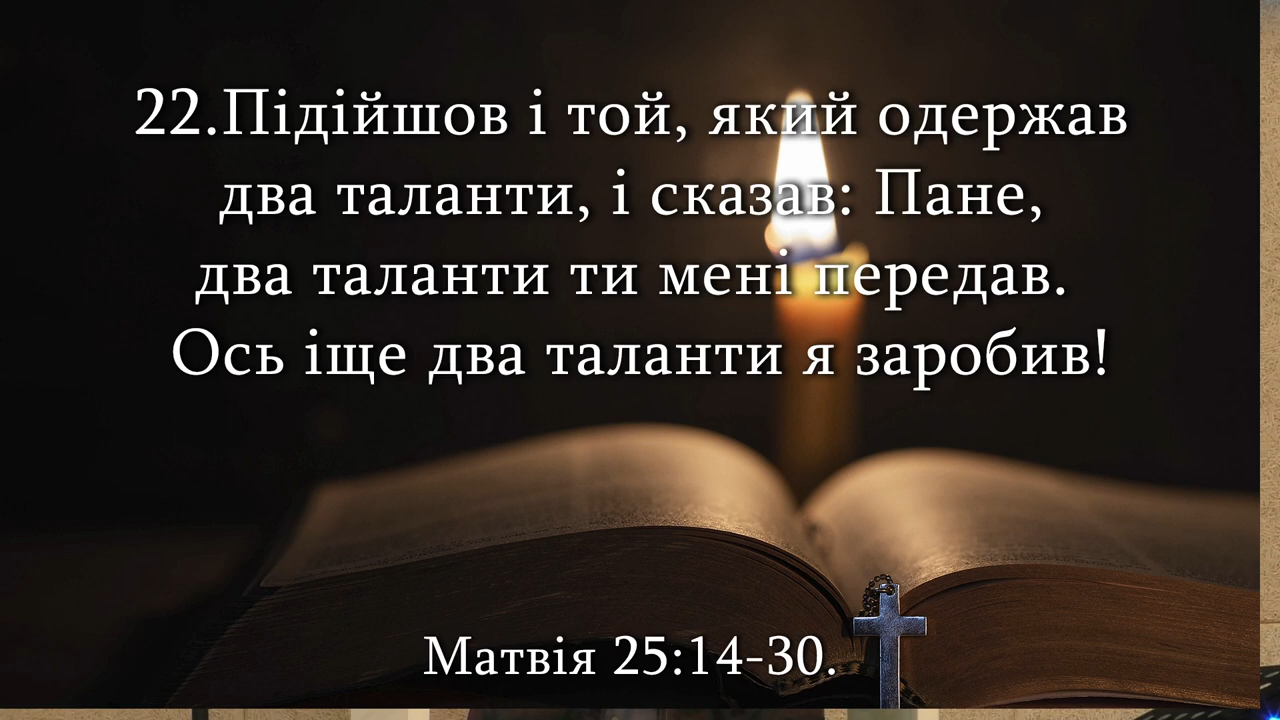 22.Підійшов і той, який одержав
два таланти, і сказав: Пане,
два таланти ти мені передав.
Ось іще два таланти я заробив!
Матвія 25:14-30.